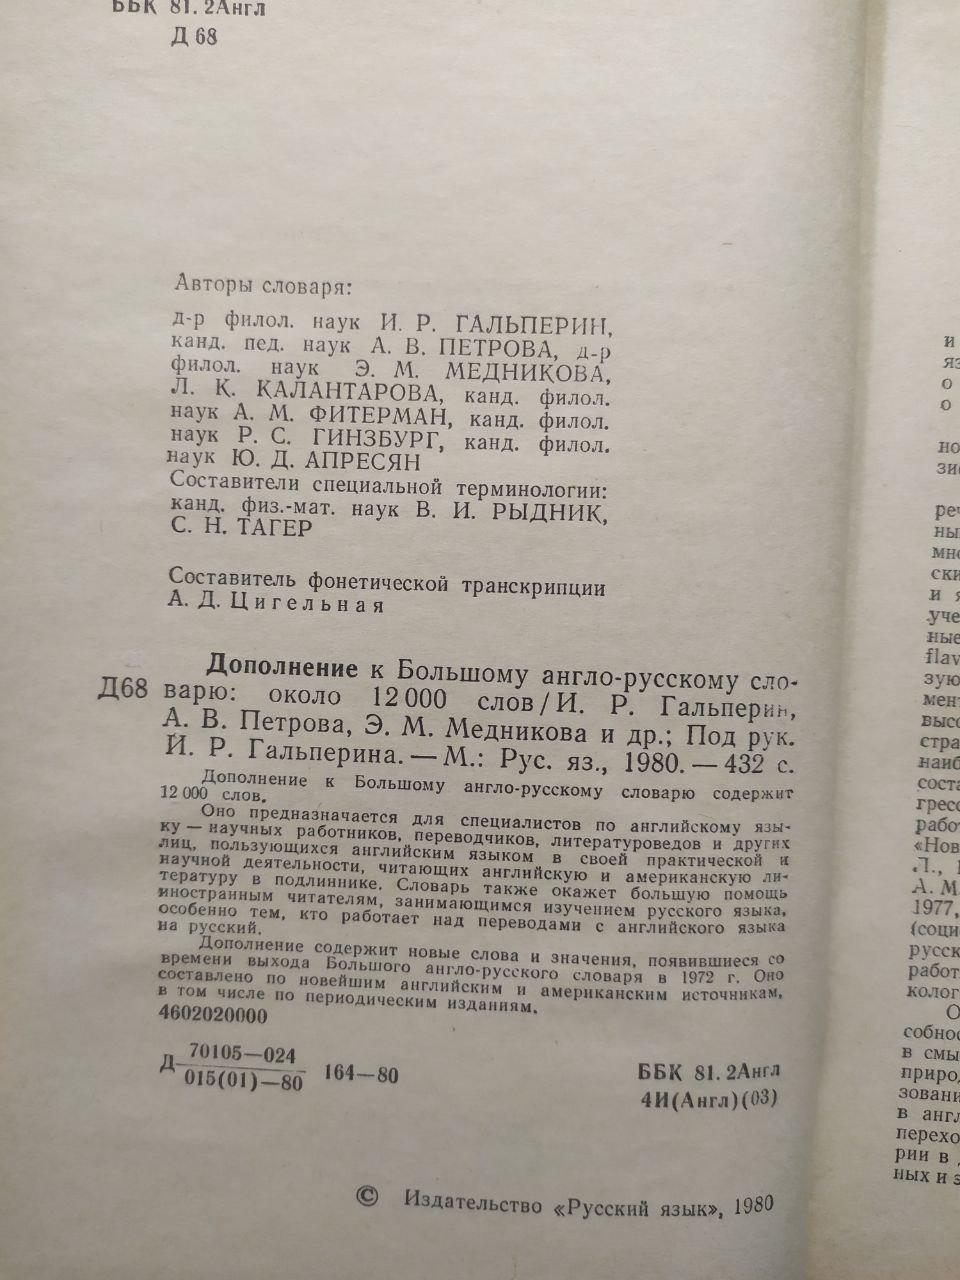 ББК 81.2Англ
Д 68
Авторы словаря:
д-р филол. наук И. Р. ГАЛЬПЕРИН,
канд. пед. наук А. В. ПЕТРОВА, д-р
филол. наук Э. М. МЕДНИКОВА,
Л. К. КАЛАНТАРОВА, канд. филол.
наук А. М. ФИТЕРМАН, канд. филол.
наук Р. С. ГИНЗБУРГ, канд. филол.
наук Ю. Д. АПРЕСЯН
Составители специальной терминологии:
канд. физ.-мат. наук В. И. РЫДНИК,
С. Н. ТАГЕР
Составитель фонетической транскрипции
А. Д. Цигельная
Дополнение к Большому англо-русскому сло-
Д68 варю: около 12 000 слов/И. Р. Гальперин,
А. В. Петрова, Э. М. Медникова и др.; Под рук.
И. Р. Гальперина. — М.: Рус. яз., 1980. — 432 с.
Дополнение к Большому англо-русскому словарю содержит
12 000 слов.
Оно предназначается для специалистов по английскому язы-
ку — научных работников, переводчиков, литературоведов и других
лиц, пользующихся английским языком в своей практической и
научной деятельности, читающих английскую и американскую ли-
тературу в подлиннике. Словарь также окажет большую помощь
иностранным читателям, занимающимся изучением русского языка,
особенно тем, кто работает над переводами с английского языка
на русский.
Дополнение содержит новые слова и значения, появившиеся со
времени выхода Большого англо-русского словаря в 1972 г. Оно
составлено по новейшим английским и американским источникам,
в том числе по периодическим изданиям.
4602020000
Д 70105—024
015(01)—80 164—80
ББК 81.2Англ
4И(Англ)(03)
© Издательство «Русский язык», 1980
и
о
о
flav
«Нов
А. М.
1977,
в
рии в
ных и